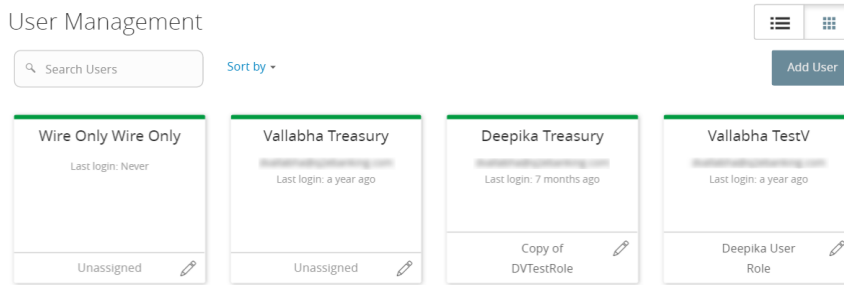 User Management
Search Users
Sort by
Add User
Wire Only Wire Only
Last login: Never
Unassigned
Vallabha Treasury
Last login: a year ago
Unassigned
Deepika Treasury
Last login: 7 months ago
Copy of
DVTestRole
Vallabha TestV
Last login: a year ago
Deepika User
Role